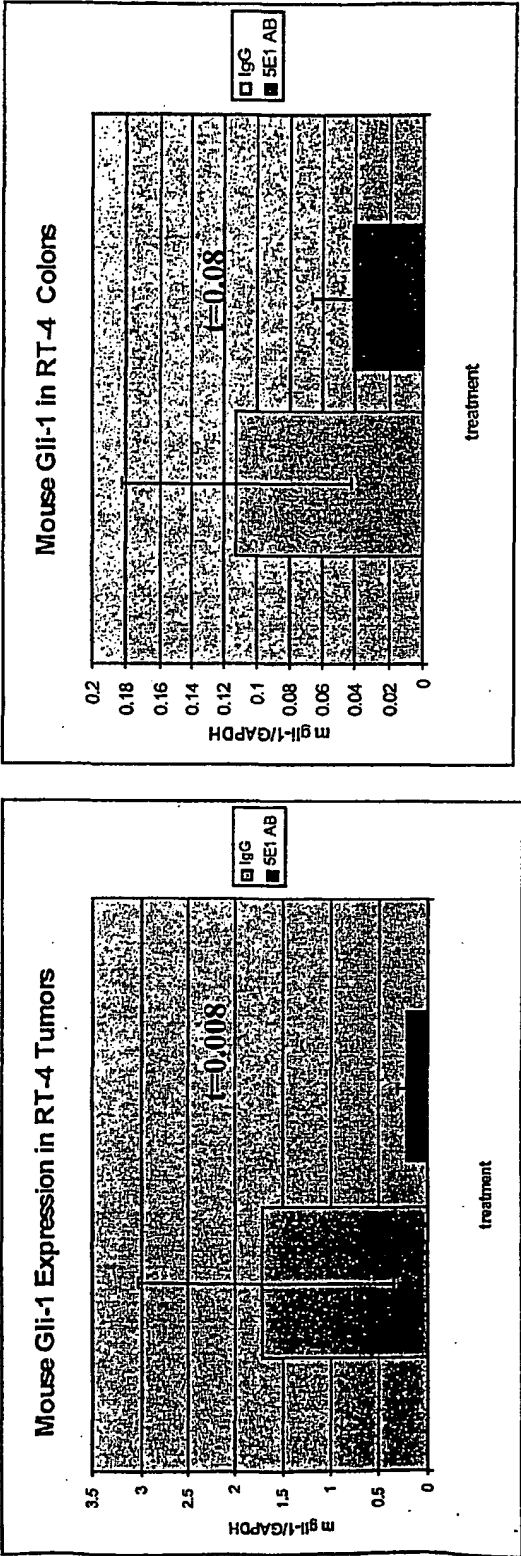 Mouse Gli-1 Expression in RT-4 Tumors
3.5
3
2.5
2
1.5
1
0.5
0
m gli-1/GAPDH
t=0.008
treatment
IgG
5E1 AB
Mouse Gli-1 in RT-4 Colons
0.2
0.18
0.16
0.14
0.12
0.1
0.08
0.06
0.04
0.02
0
m gli-1/GAPDH
t=0.08
treatment
IgG
5E1 AB